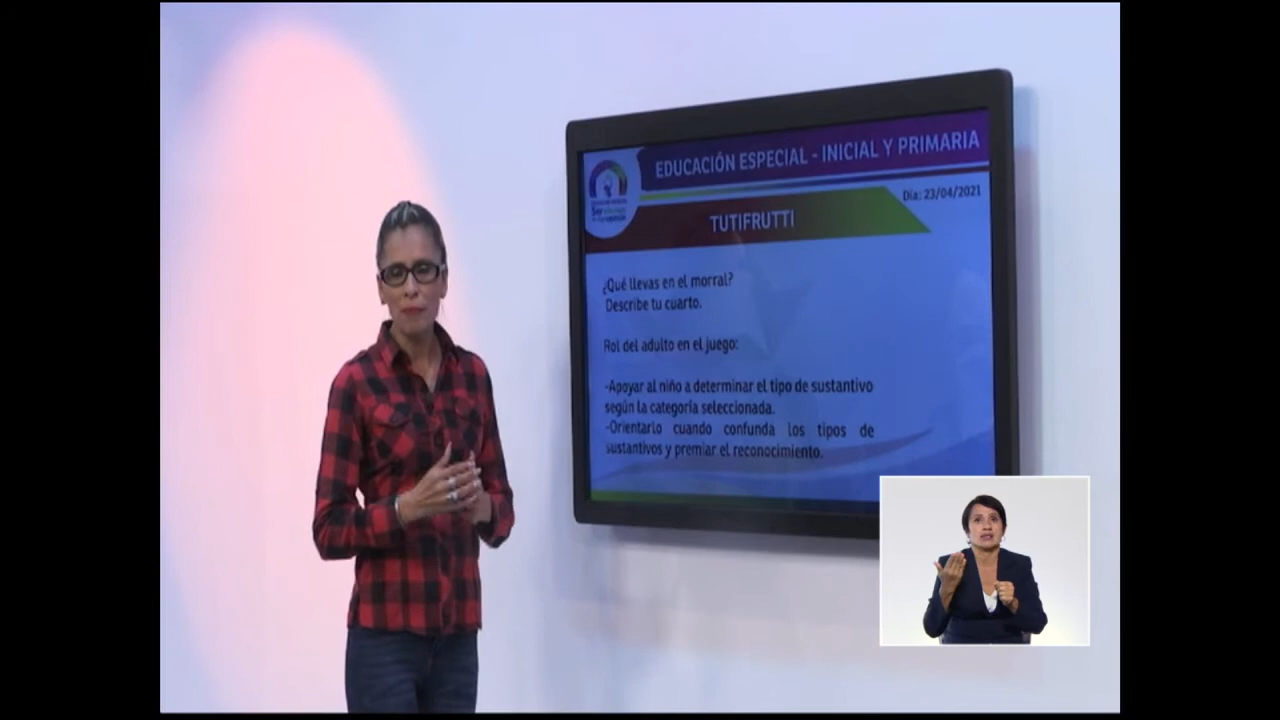 EDUCACIÓN ESPECIAL - INICIAL Y PRIMARIA
Día: 23/04/2021
TUTIFRUTTI
¿Qué llevas en el morral?
Describe tu cuarto.
Rol del adulto en el juego:
-Apoyar al niño a determinar el tipo de sustantivo
según la categoría seleccionada.
-Orientarlo cuando confunda los tipos de
sustantivos y premiar el reconocimiento.